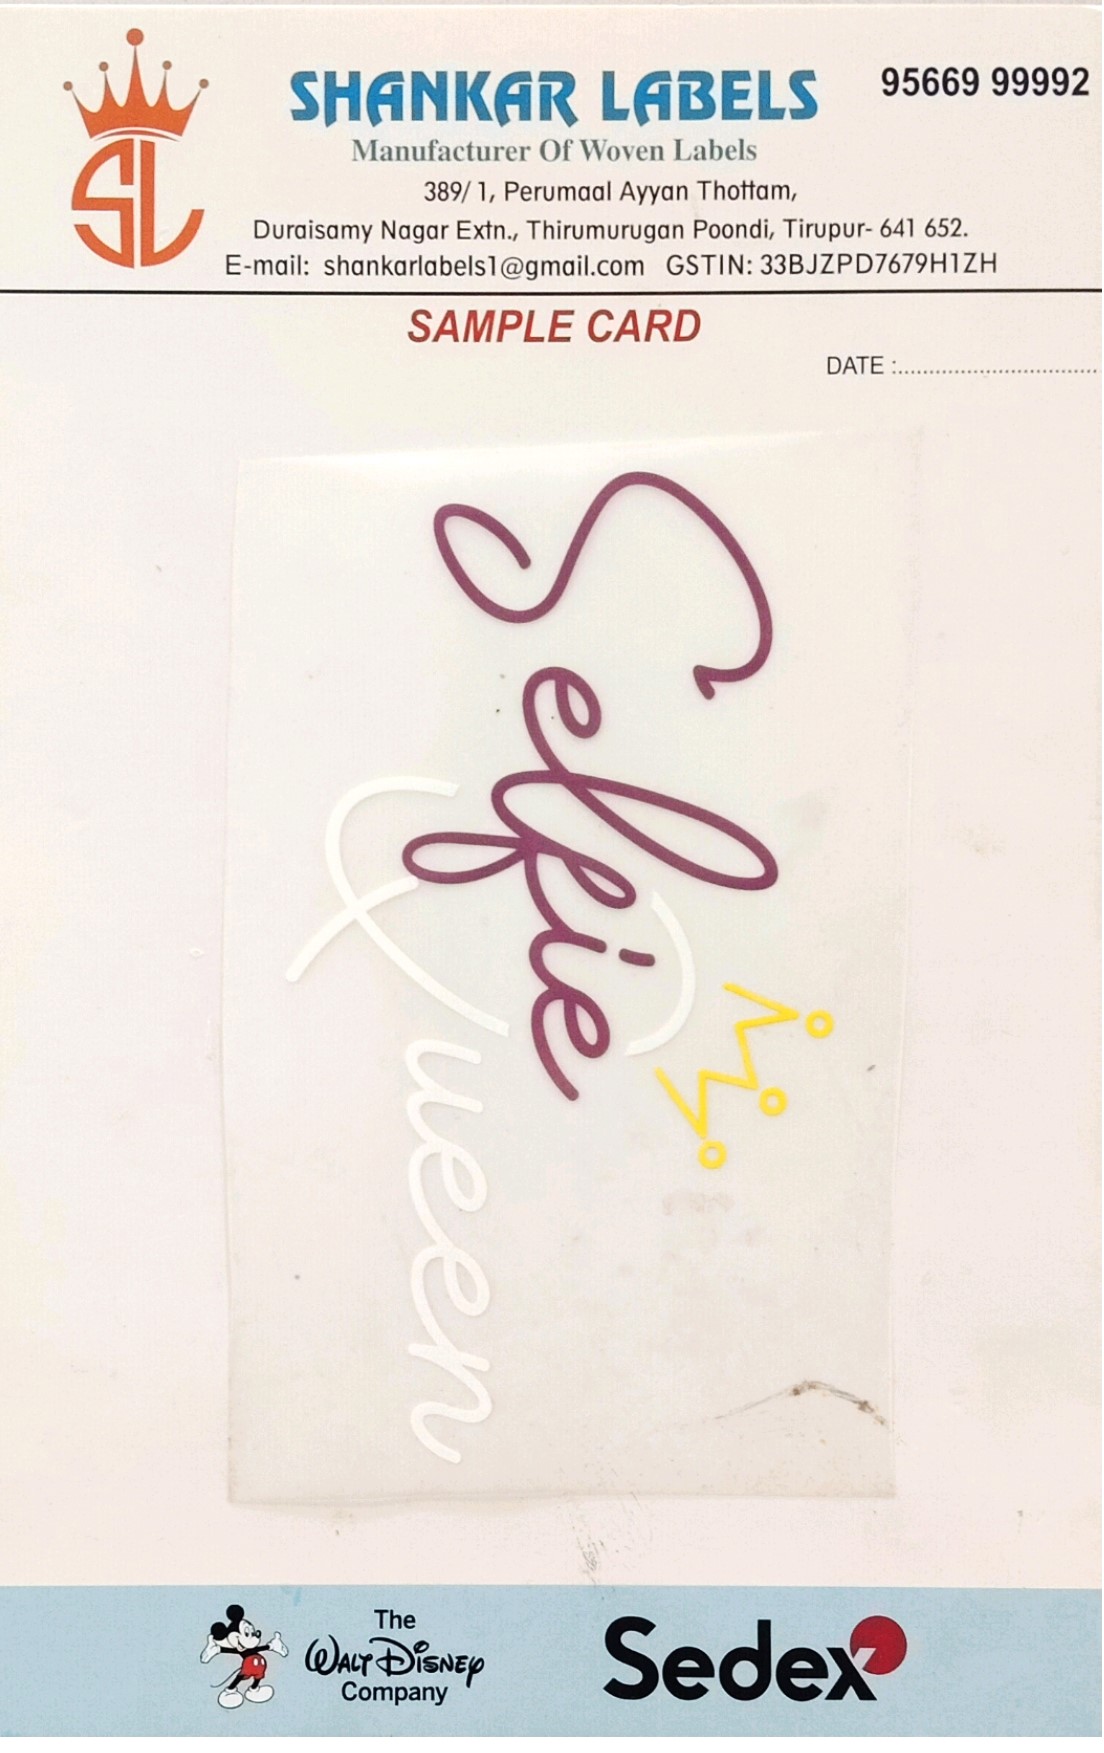 SL
SHANKAR LABELS
95669 99992
Manufacturer Of Woven Labels
389/ 1, Perumaal Ayyan Thottam,
Duraisamy Nagar Extn., Thirumurugan Poondi, Tirupur- 641 652.
E-mail: shankarlabels1@gmail.com GSTIN: 33BJZPD7679H1ZH
SAMPLE CARD
DATE :..................................
Selfie
Queen
The
WALT DISNEY
Company
Sedex